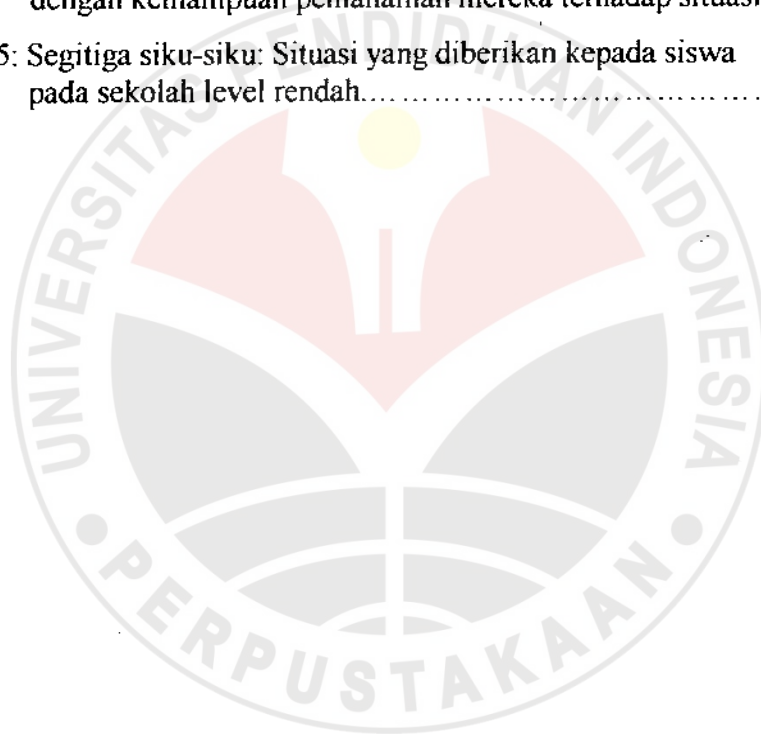 dengan kemampuan pemahaman mereka terhadap situasi
5: Segitiga siku-siku: Situasi yang diberikan kepada siswa
pada sekolah level rendah........................................
UNIVERSITAS PENDIDIKAN INDONESIA
PERPUSTAKAAN